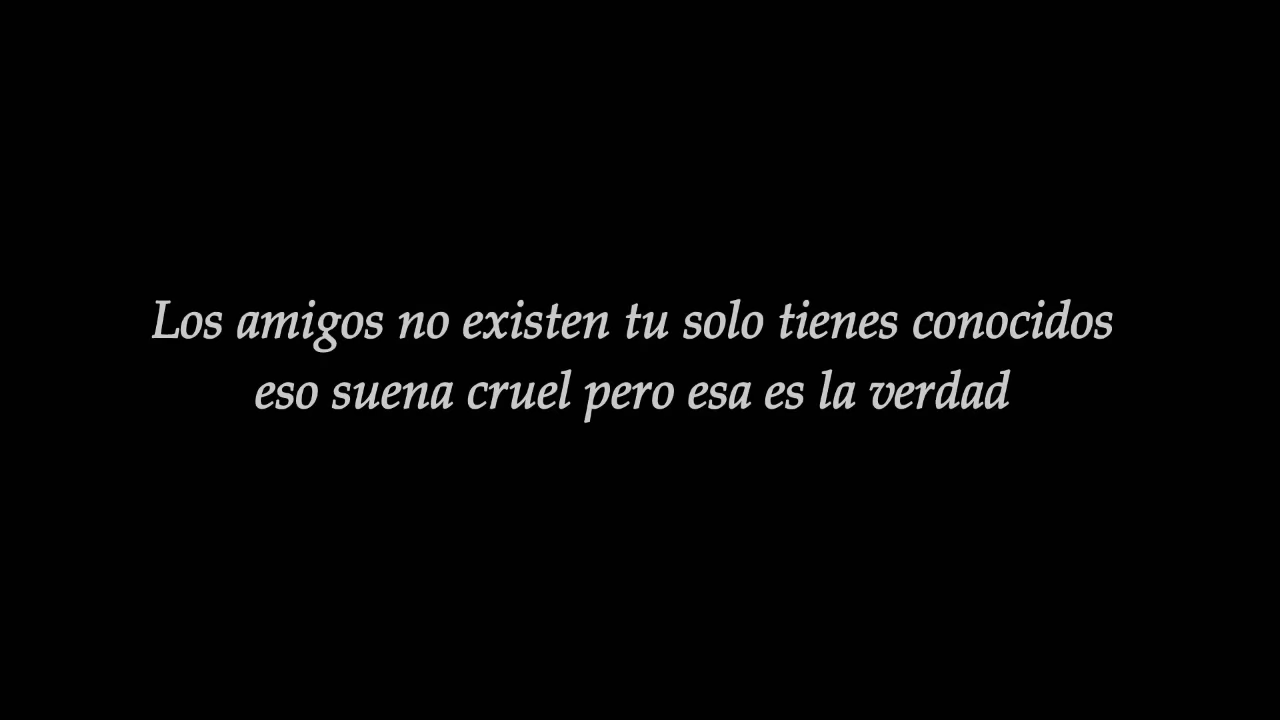 Los amigos no existen tu solo tienes conocidos
eso suena cruel pero esa es la verdad